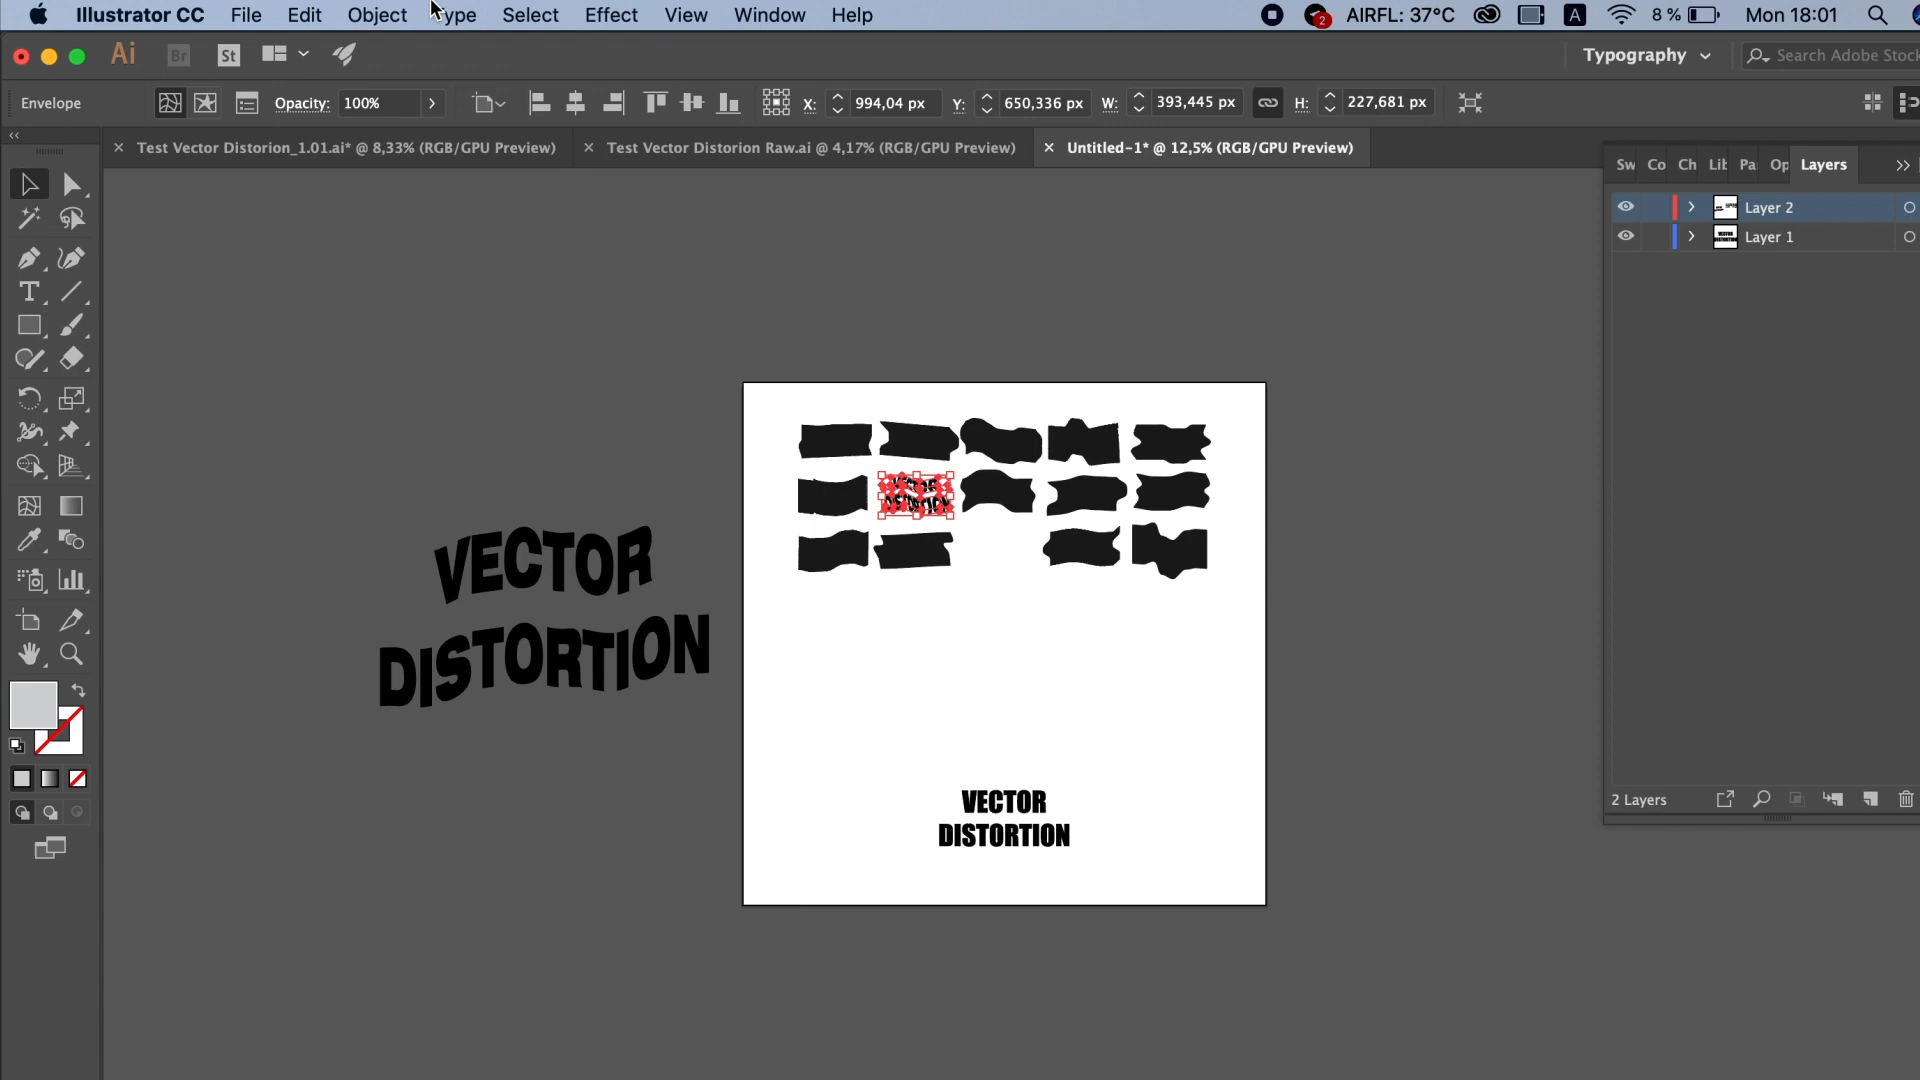 Illustrator CC File Edit Object Type Select Effect View Window Help 2 AIRFL: 37°C A 8 % Mon 18:01
Ai Br St Typography Search Adobe Stock
Envelope Opacity: 100% X: 994,04 px Y: 650,336 px W: 393,445 px H: 227,681 px
× Test Vector Distorion_1.01.ai* @ 8,33% (RGB/GPU Preview) × Test Vector Distorion Raw.ai @ 4,17% (RGB/GPU Preview) × Untitled-1* @ 12,5% (RGB/GPU Preview)
Sw Co Ch Lib Pa Op Layers
Layer 2
Layer 1
VECTOR
DISTORTION
VECTOR
DISTORTION
VECTOR
DISTORTION
2 Layers